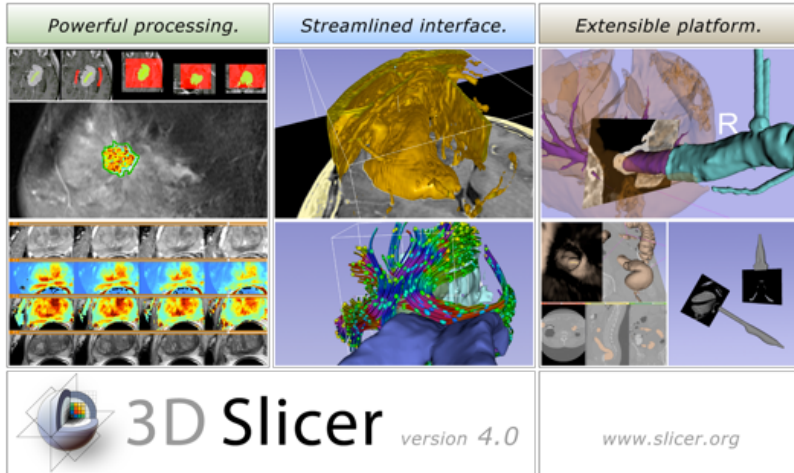 Powerful processing.
Streamlined interface.
Extensible platform.
R
3D Slicer version 4.0
www.slicer.org